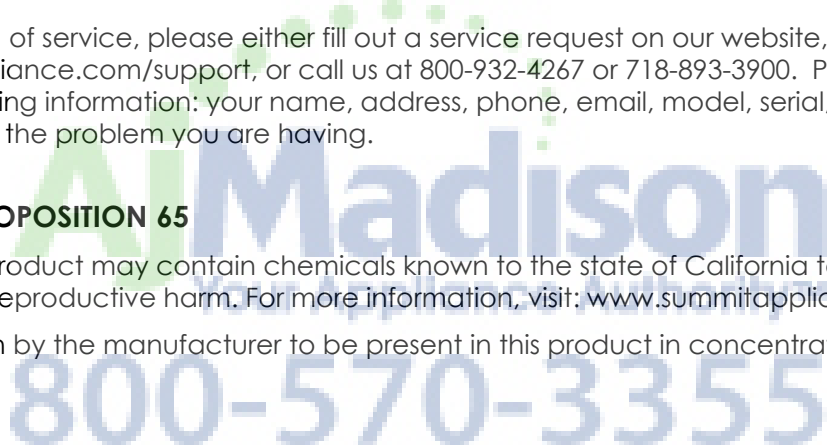 of service, please either fill out a service request on our website,
iance.com/support, or call us at 800-932-4267 or 718-893-3900. P
ing information: your name, address, phone, email, model, serial,
the problem you are having.
AjMadison
OPOSITION 65
roduct may contain chemicals known to the state of California to
eproductive harm. For more information, visit: www.summitapplic
Your Appliance Authority
by the manufacturer to be present in this product in concentra
800-570-3355